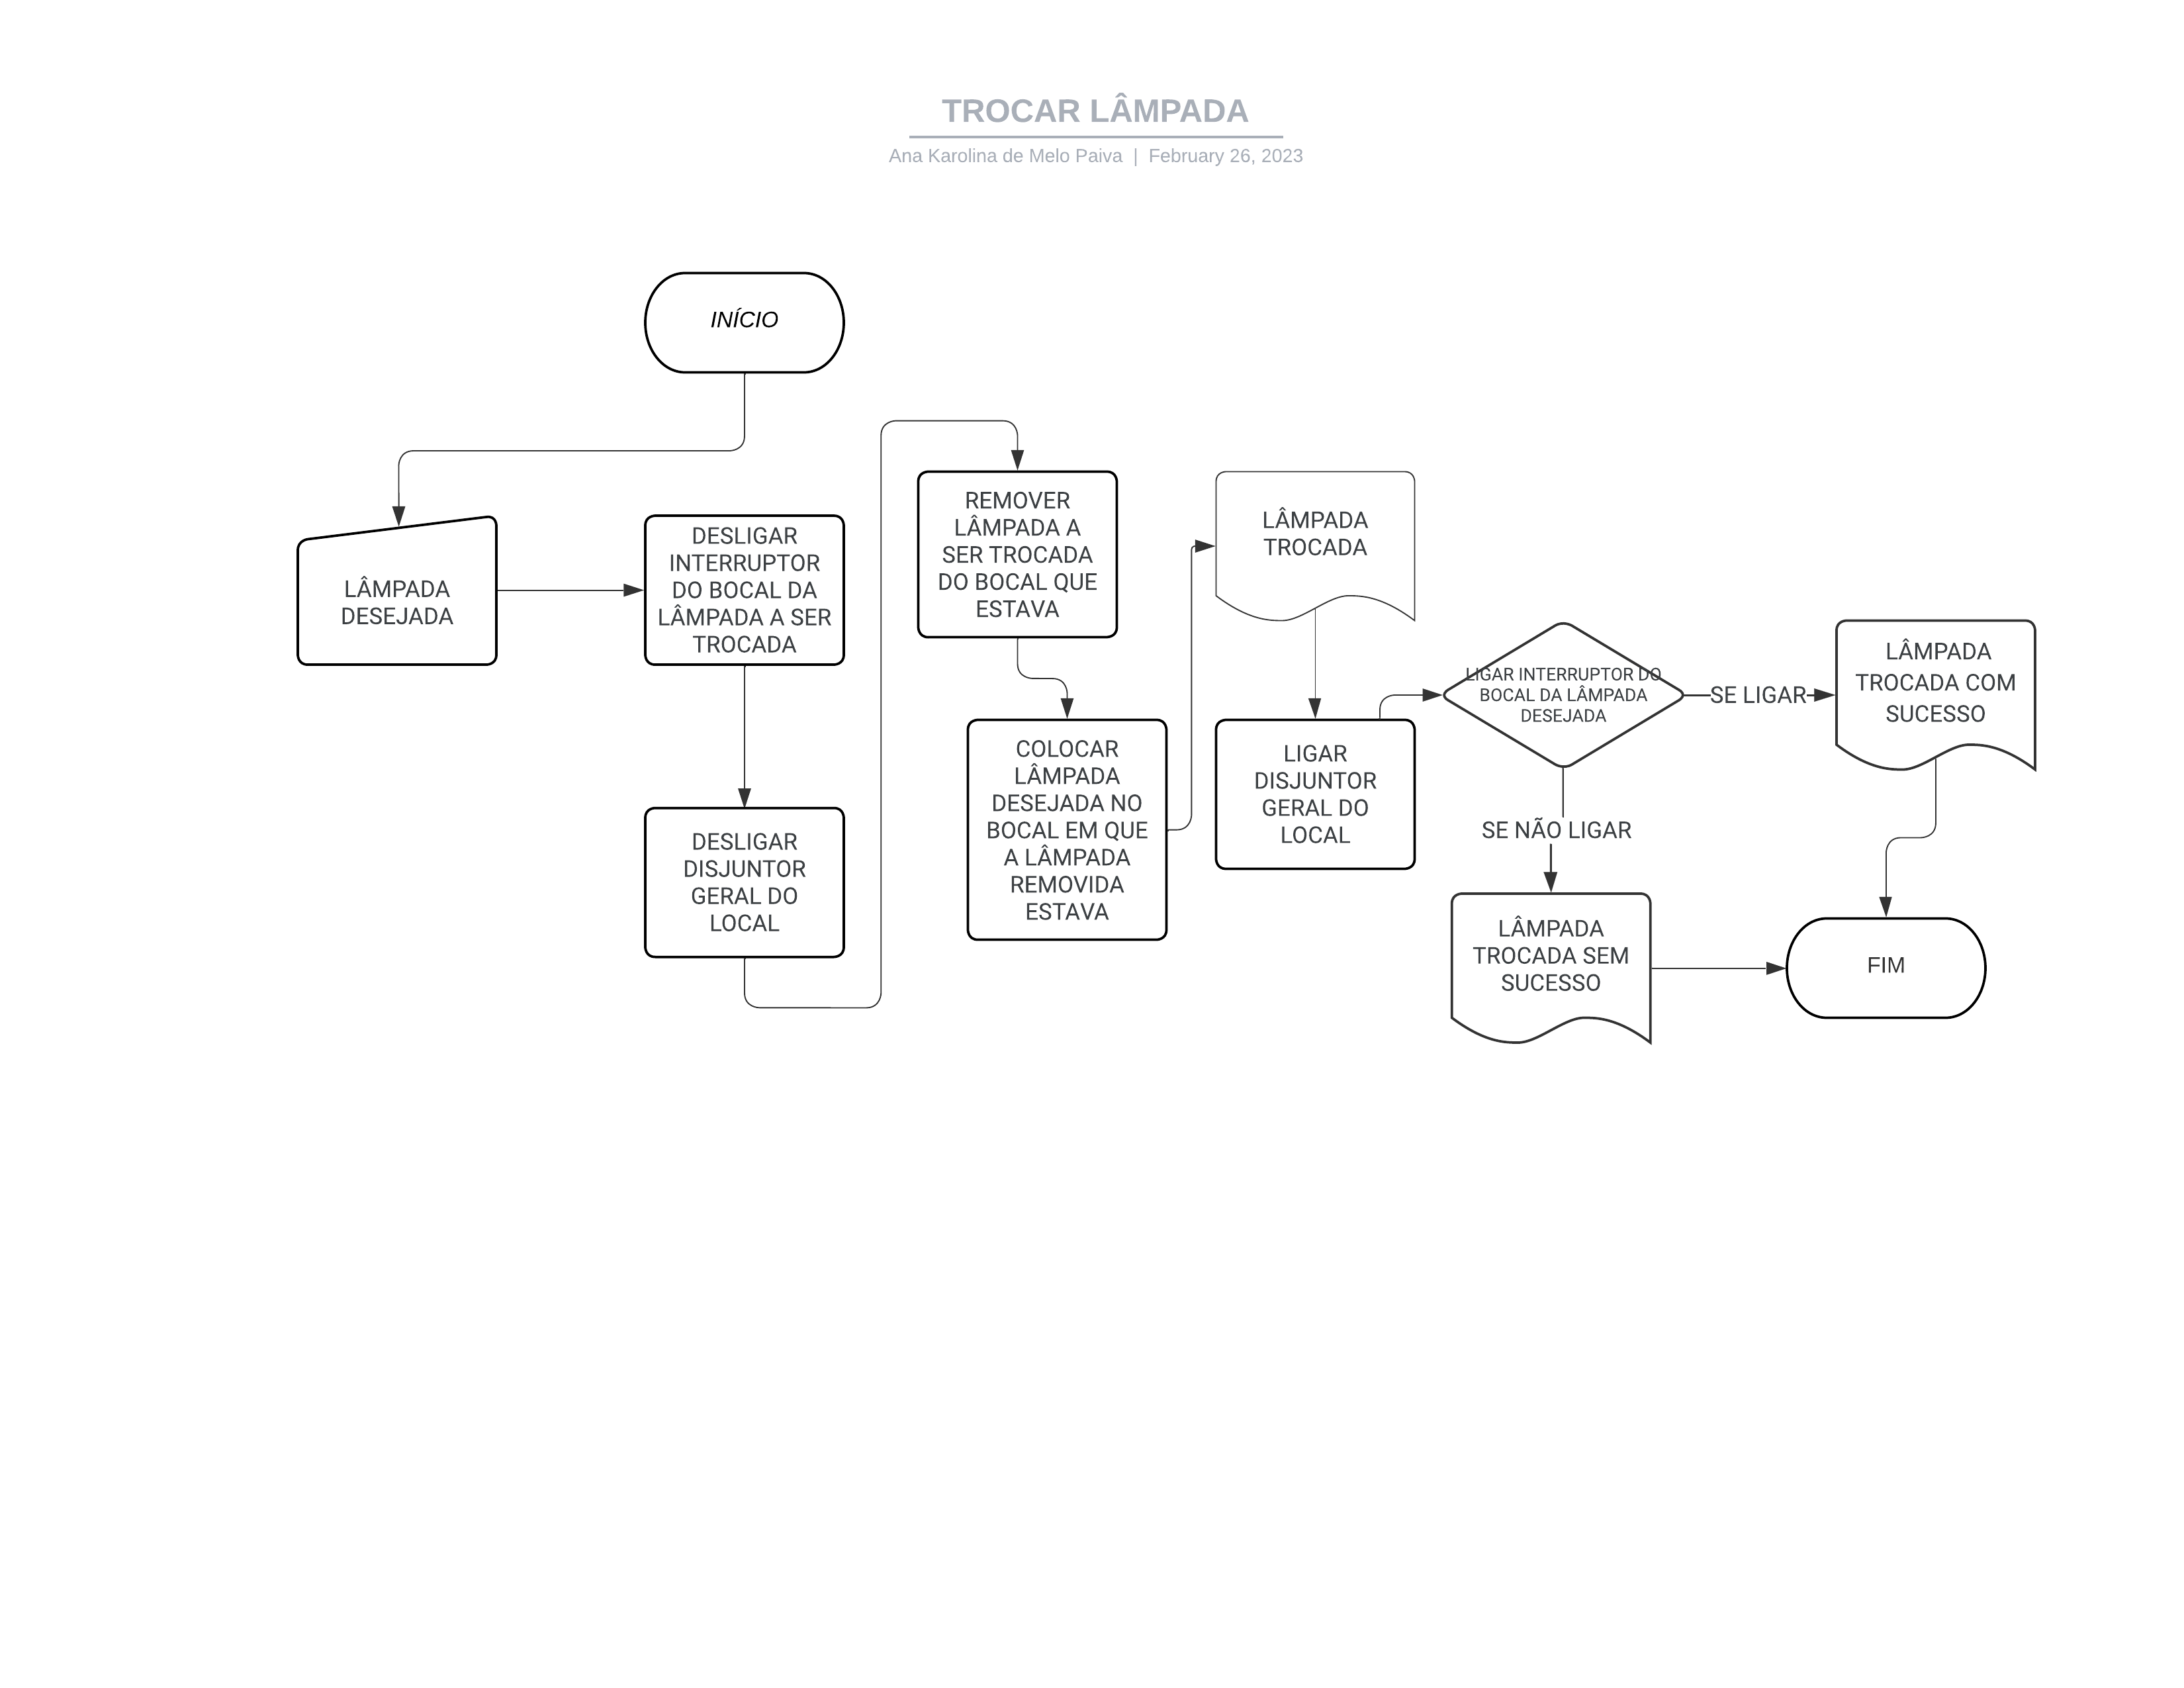 TROCAR LÂMPADA
Ana Karolina de Melo Paiva | February 26, 2023
INÍCIO
LÂMPADA
DESEJADA
DESLIGAR
INTERRUPTOR
DO BOCAL DA
LÂMPADA A SER
TROCADA
DESLIGAR
DISJUNTOR
GERAL DO
LOCAL
REMOVER
LÂMPADA A
SER TROCADA
DO BOCAL QUE
ESTAVA
COLOCAR
LÂMPADA
DESEJADA NO
BOCAL EM QUE
A LÂMPADA
REMOVIDA
ESTAVA
LÂMPADA
TROCADA
LIGAR
DISJUNTOR
GERAL DO
LOCAL
LIGAR INTERRUPTOR DO
BOCAL DA LÂMPADA
DESEJADA
SE LIGAR
LÂMPADA
TROCADA COM
SUCESSO
SE NÃO LIGAR
LÂMPADA
TROCADA SEM
SUCESSO
FIM